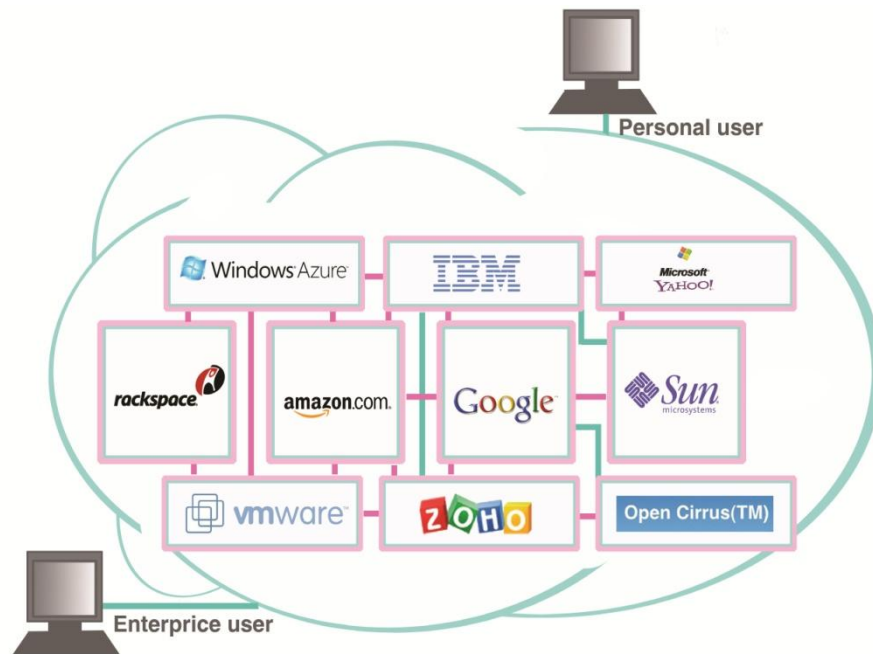 Personal user
Windows Azure
IBM
Microsoft
YAHOO!
rackspace
amazon.com
Google
Sun
microsystems
vmware
ZOHO
Open Cirrus(TM)
Enterprice user